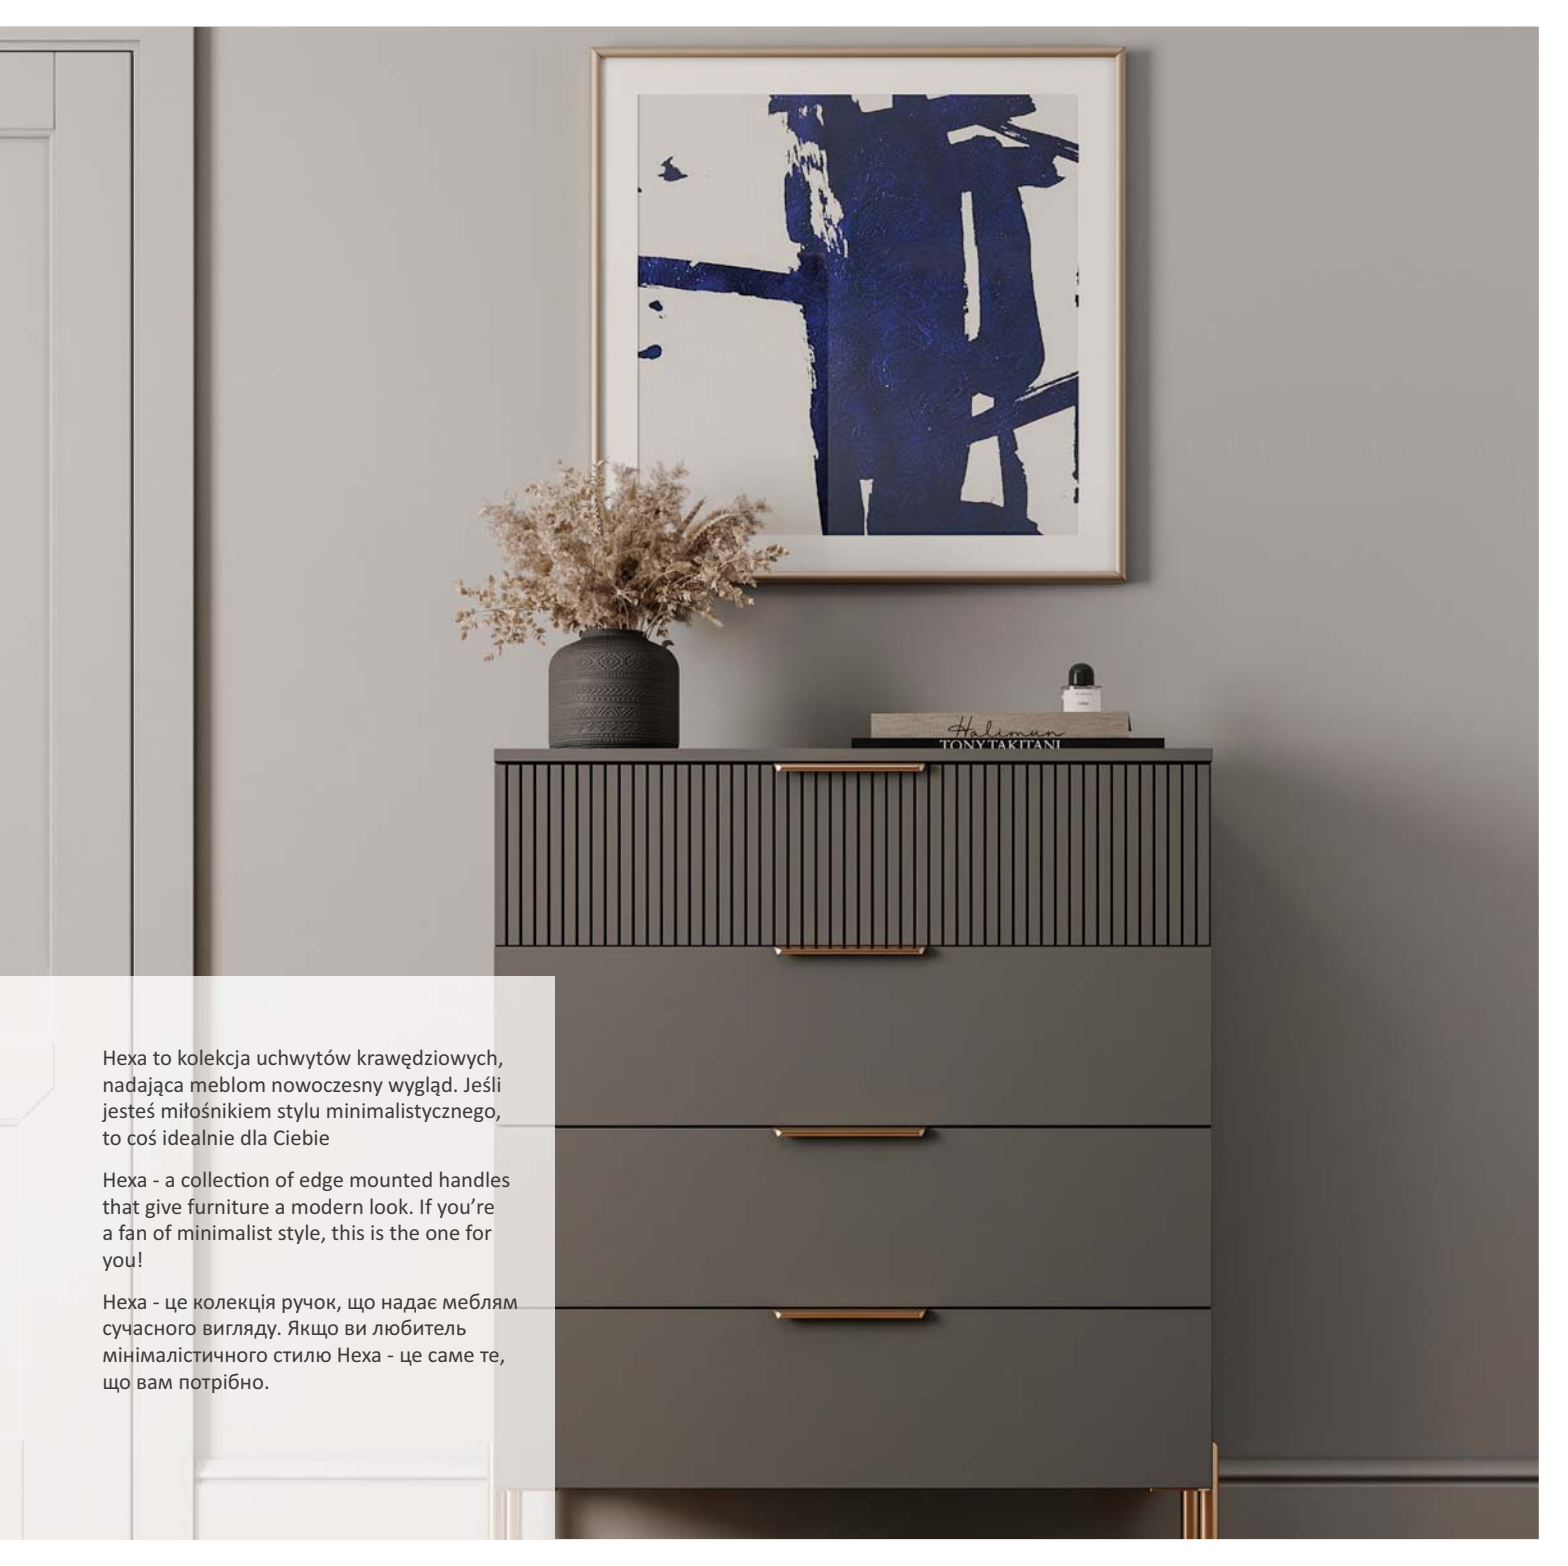 Halimun
TONY TAKITANI
Hexa to kolekcja uchwytów krawędziowych,
nadająca meblom nowoczesny wygląd. Jeśli
jesteś miłośnikiem stylu minimalistycznego,
to coś idealnie dla Ciebie
Hexa - a collection of edge mounted handles
that give furniture a modern look. If you’re
a fan of minimalist style, this is the one for
you!
Hexa - це колекція ручок, що надає меблям
сучасного вигляду. Якщо ви любитель
мінімалістичного стилю Hexa - це саме те,
що вам потрібно.